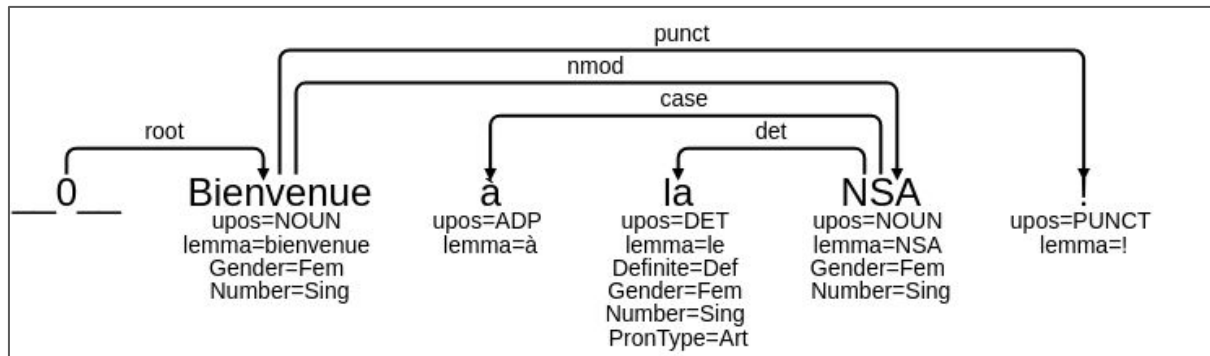 punct
nmod
case
root det
__0__ Bienvenue à la NSA !
upos=NOUN upos=ADP upos=DET upos=NOUN upos=PUNCT
lemma=bienvenue lemma=à lemma=le lemma=NSA lemma=!
Gender=Fem Definite=Def Gender=Fem
Number=Sing Gender=Fem Number=Sing
Number=Sing
PronType=Art